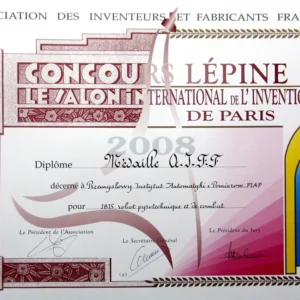 CIATION DES INVENTEURS ET FABRICANTS FRA
CONCOURS LÉPINE
LE SALON INTERNATIONAL DE L'INVENTI
DE PARIS
2008
Diplôme Médaille A.I.F.F
décerné à Przemyslowy Instytut Automatyki i Pomiarow, PIAP
pour IBIS, robot pyrotechnique et de combat
Le Président de l'Association
Le Secrétaire Général
Le Président du Jury